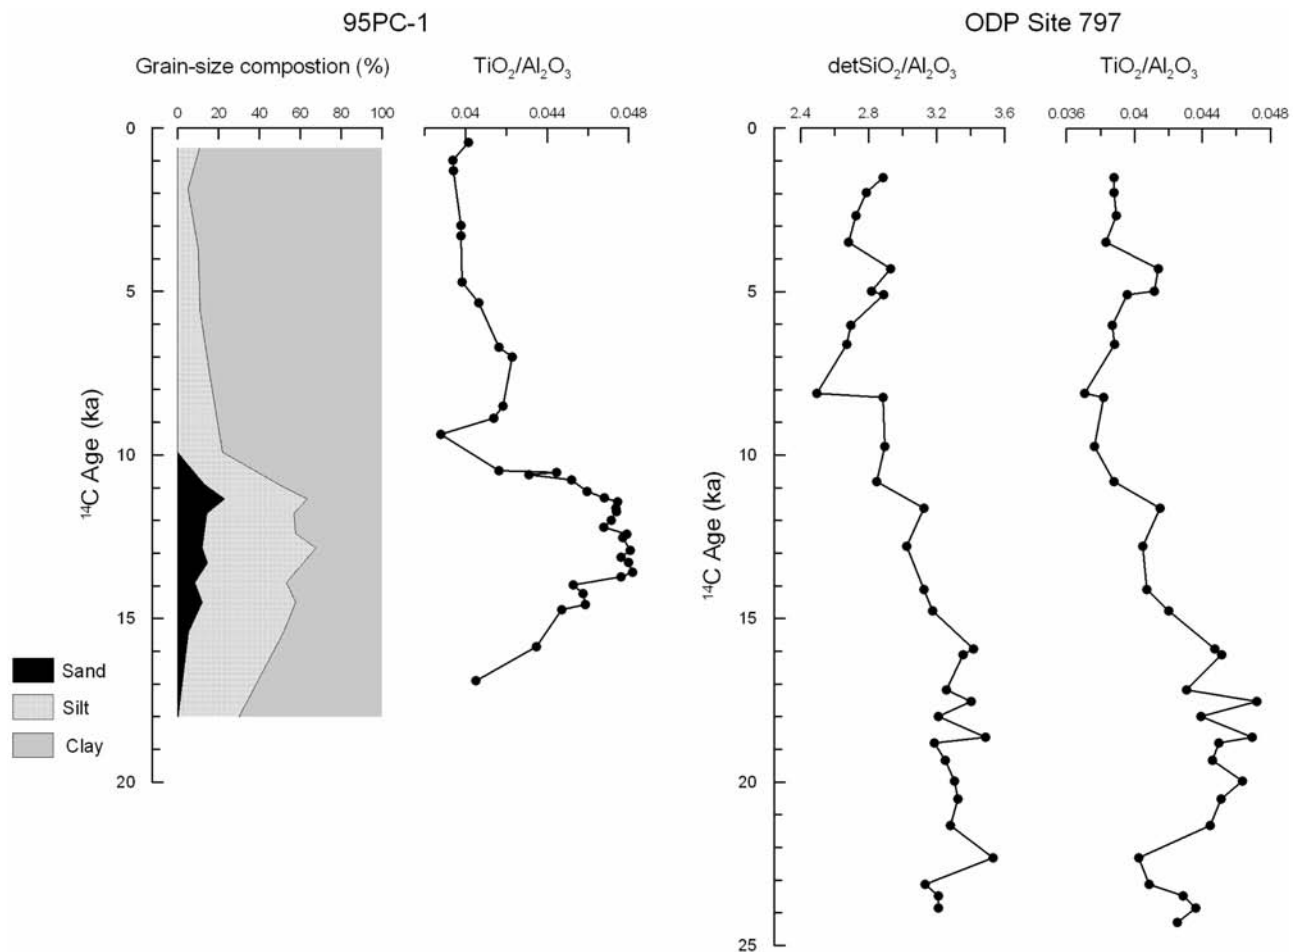 95PC-1
ODP Site 797
Grain-size compostion (%)
TiO₂/Al₂O₃
detSiO₂/Al₂O₃
TiO₂/Al₂O₃
0 20 40 60 80 100
0.04 0.044 0.048
2.4 2.8 3.2 3.6
0.036 0.04 0.044 0.048
0
5
10
15
20
¹⁴C Age (ka)
Sand
Silt
Clay
0
5
10
15
20
25
¹⁴C Age (ka)